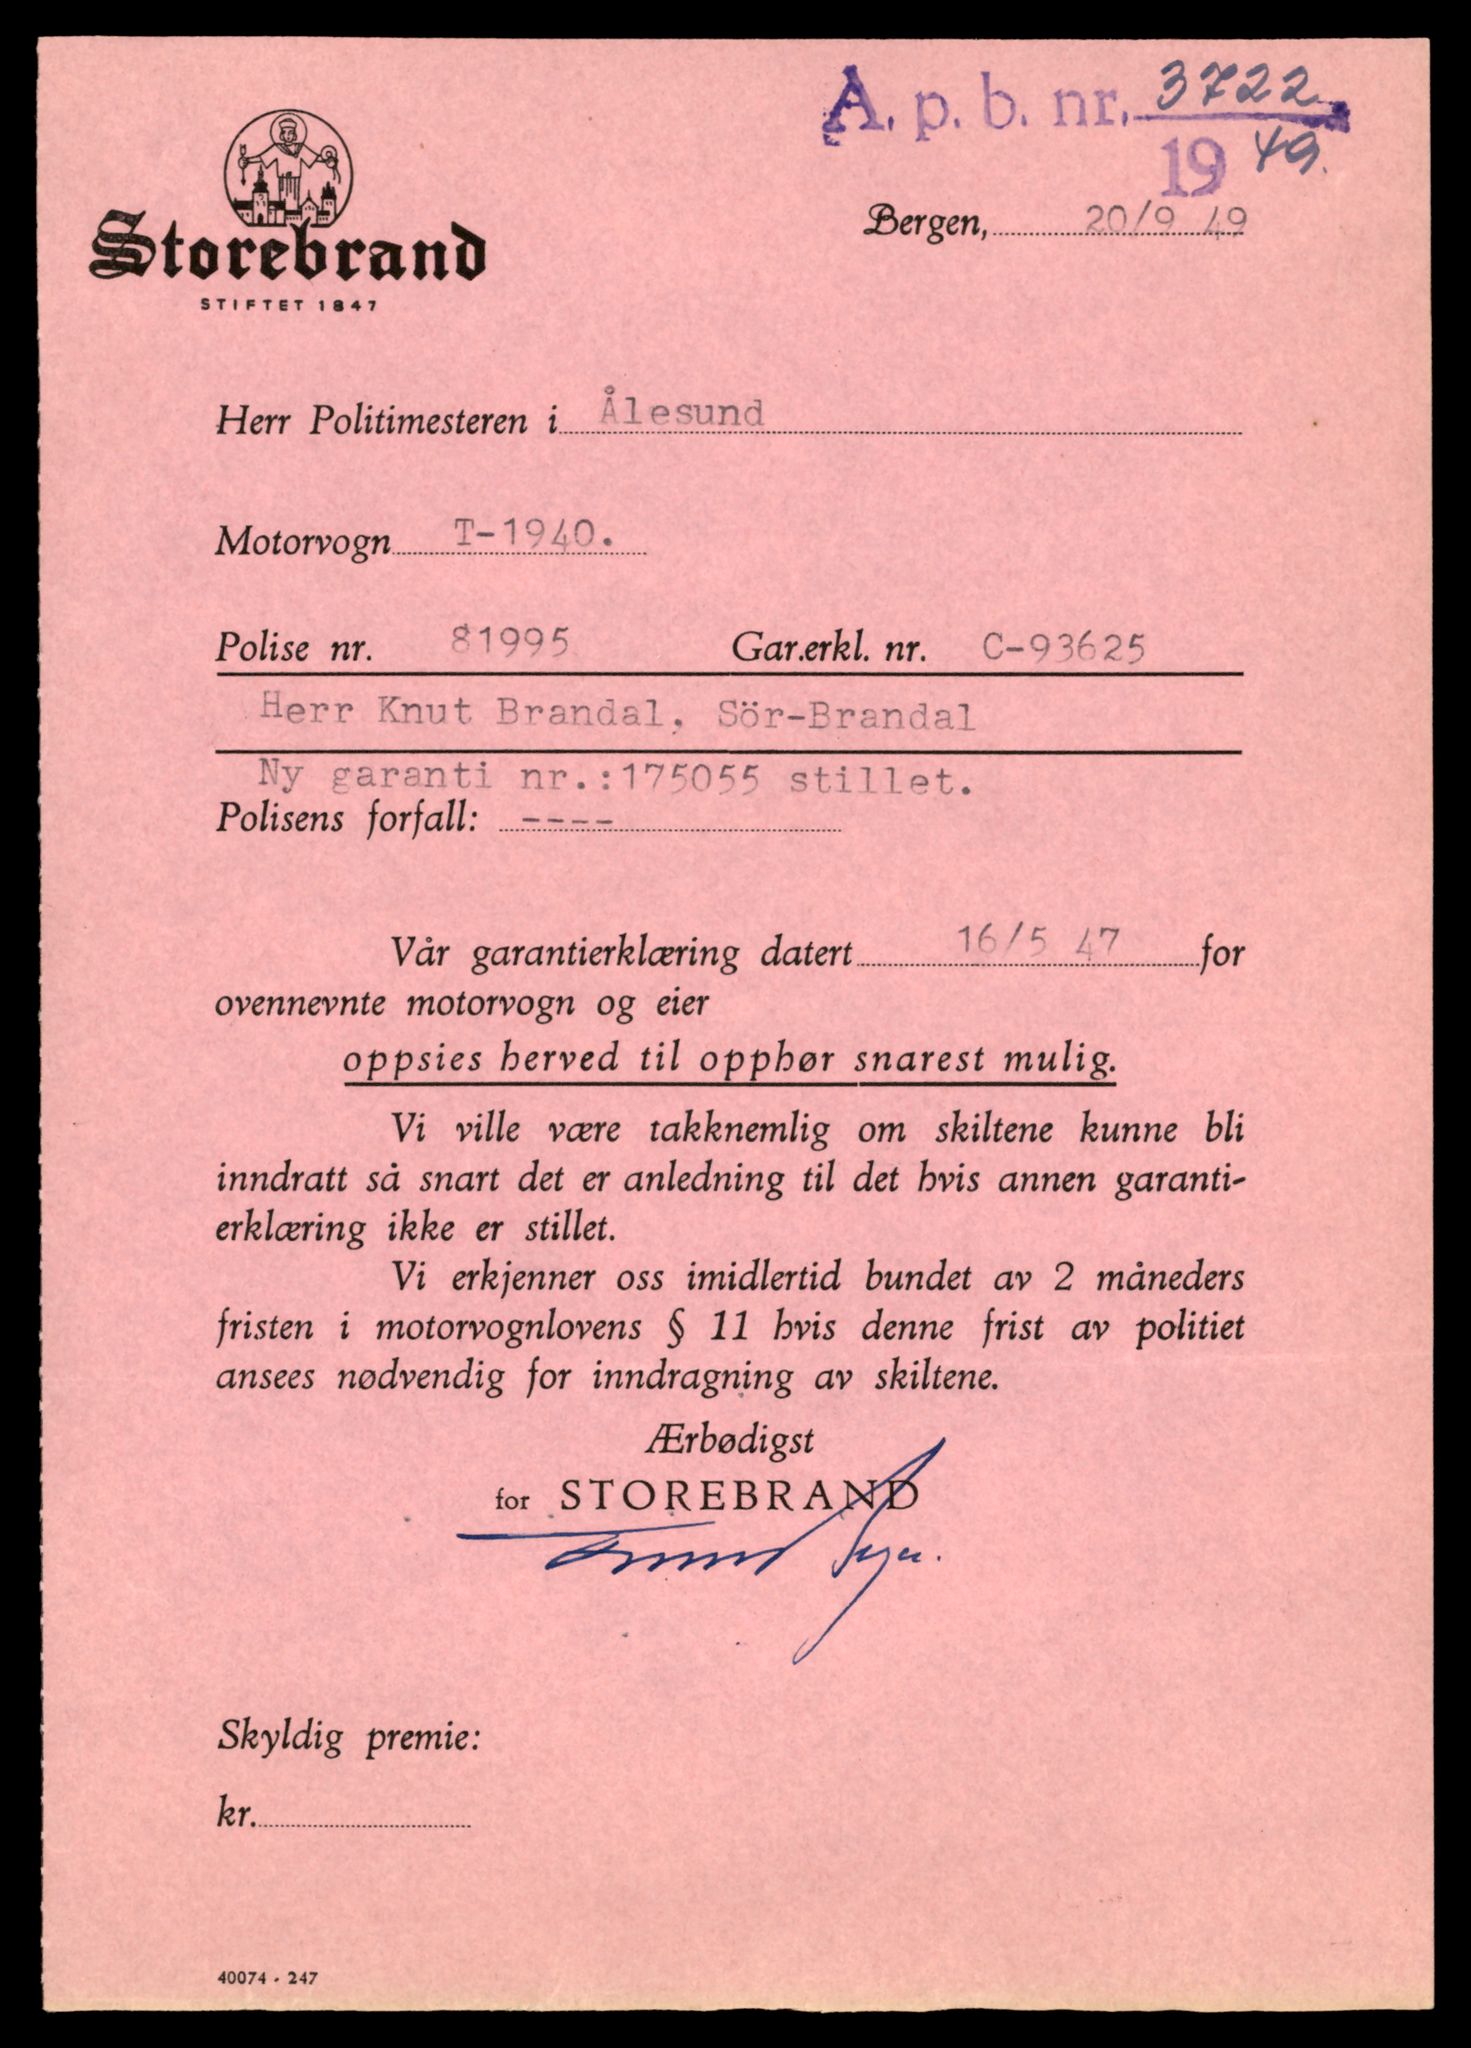 A. p. b. nr. 3722
19 49.
Storebrand
STIFTET 1847
Bergen, 20/9 49
Herr Politimesteren i Ålesund
Motorvogn T-1940.
Polise nr. 81995 Gar.erkl. nr. C-93625
Herr Knut Brandal, Sör-Brandal
Ny garanti nr.:175055 stillet.
Polisens forfall: ----
Vår garantierklæring datert 16/5 47 for
ovennevnte motorvogn og eier
oppsies herved til opphør snarest mulig.
Vi ville være takknemlig om skiltene kunne bli
inndratt så snart det er anledning til det hvis annen garanti-
erklæring ikke er stillet.
Vi erkjenner oss imidlertid bundet av 2 måneders
fristen i motorvognlovens § 11 hvis denne frist av politiet
ansees nødvendig for inndragning av skiltene.
Ærbødigst
for STOREBRAND
Skyldig premie:
kr.
40074 - 247